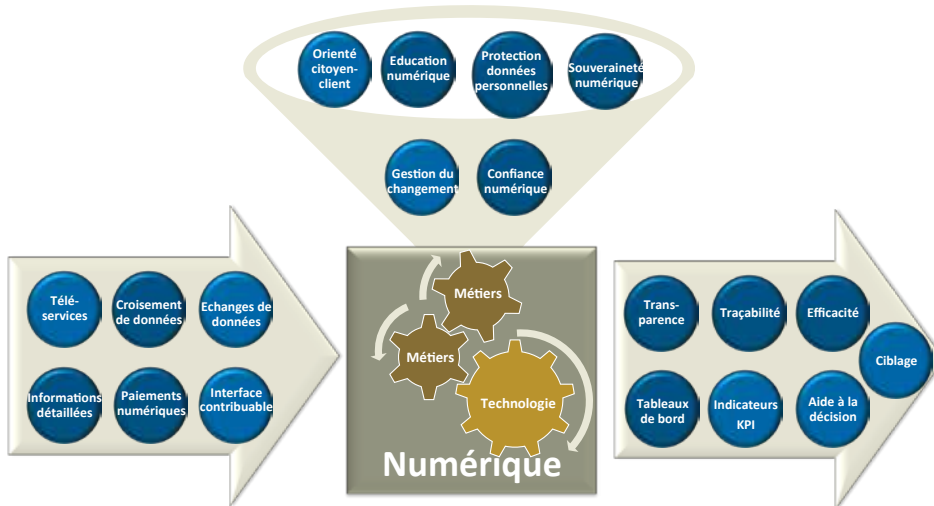 Orienté
citoyen-
client
Education
numérique
Protection
données
personnelles
Souveraineté
numérique
Gestion du
changement
Confiance
numérique
Télé-
services
Croisement
de données
Echanges de
données
Informations
détaillées
Paiements
numériques
Interface
contribuable
Métiers
Métiers
Technologie
Numérique
Trans-
parence
Traçabilité
Efficacité
Ciblage
Tableaux
de bord
Indicateurs
KPI
Aide à la
décision